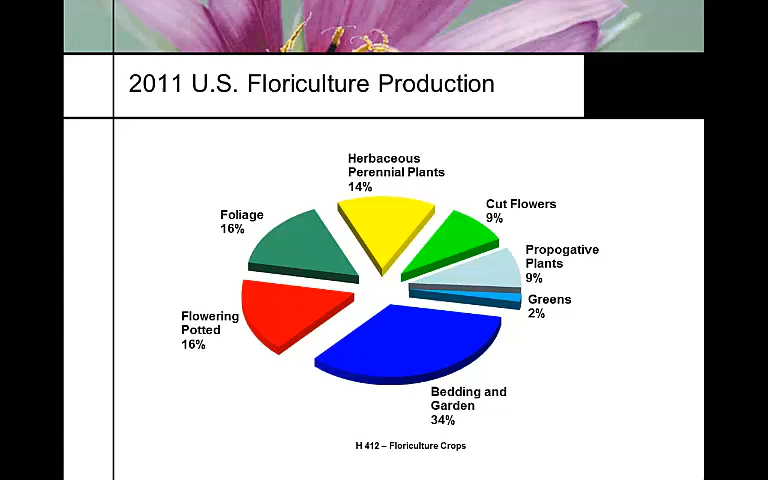 2011 U.S. Floriculture Production
Herbaceous
Perennial Plants
14%
Cut Flowers
9%
Foliage
16%
Propogative
Plants
9%
Greens
2%
Flowering
Potted
16%
Bedding and
Garden
34%
H 412 – Floriculture Crops